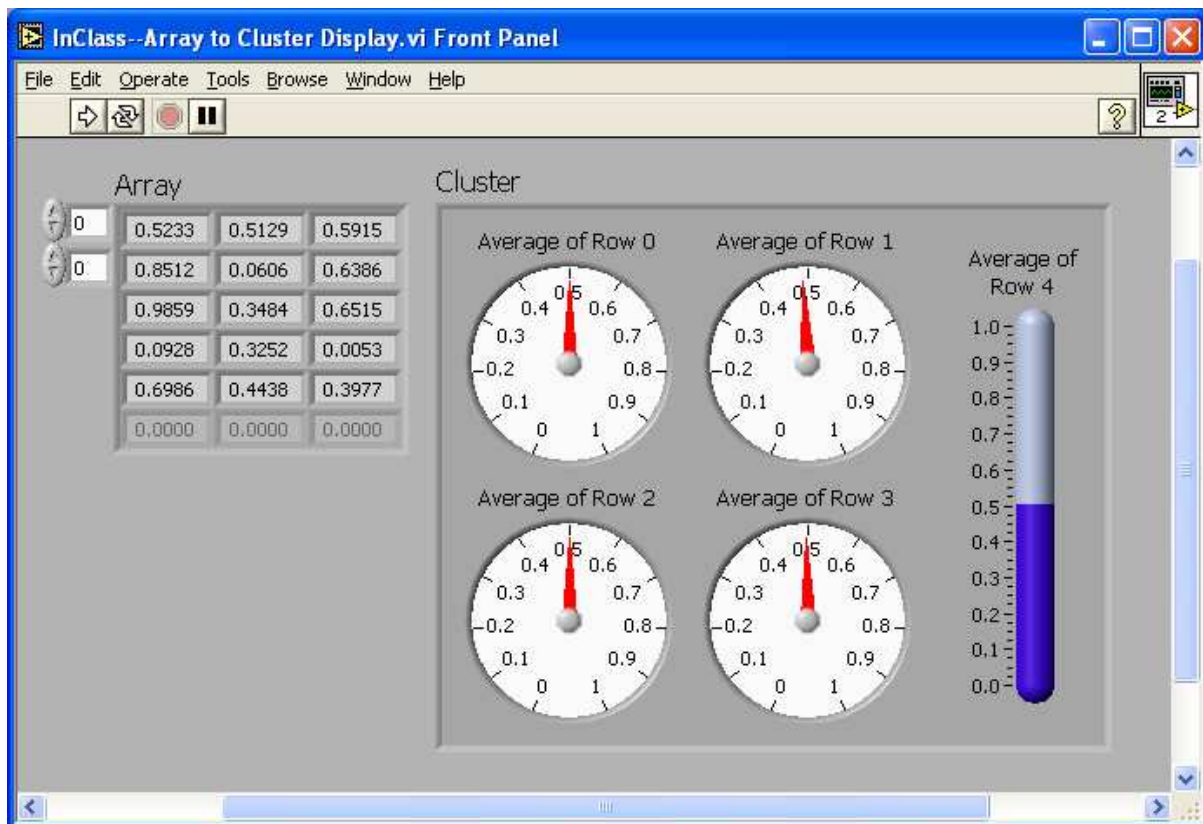 InClass--Array to Cluster Display.vi Front Panel
File Edit Operate Tools Browse Window Help
2
Array
0
0
0.5233 0.5129 0.5915
0.8512 0.0606 0.6386
0.9859 0.3484 0.6515
0.0928 0.3252 0.0053
0.6986 0.4438 0.3977
0.0000 0.0000 0.0000
Cluster
Average of Row 0
0 0.1 0.2 0.3 0.4 0.5 0.6 0.7 0.8 0.9 1
Average of Row 1
0 0.1 0.2 0.3 0.4 0.5 0.6 0.7 0.8 0.9 1
Average of Row 2
0 0.1 0.2 0.3 0.4 0.5 0.6 0.7 0.8 0.9 1
Average of Row 3
0 0.1 0.2 0.3 0.4 0.5 0.6 0.7 0.8 0.9 1
Average of
Row 4
1.0
0.9
0.8
0.7
0.6
0.5
0.4
0.3
0.2
0.1
0.0